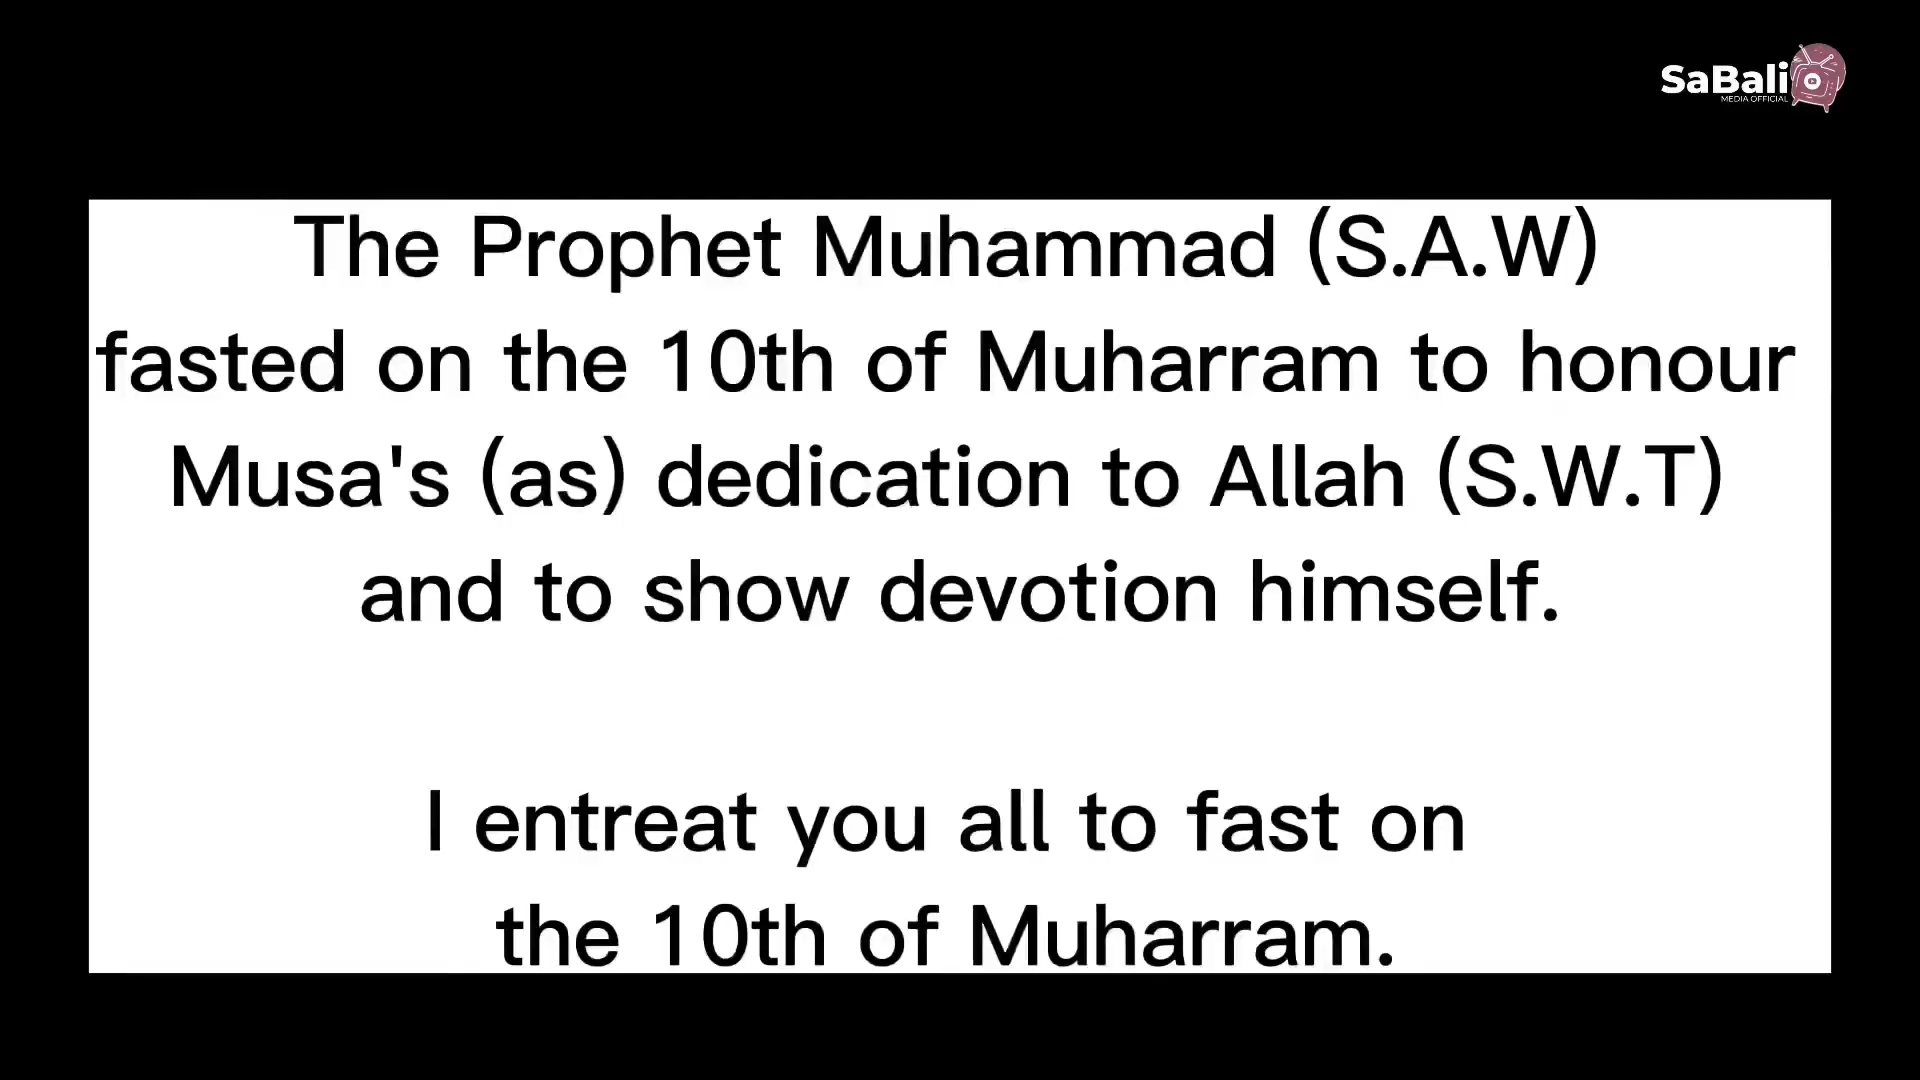 SaBali
MEDIA OFFICIAL
The Prophet Muhammad (S.A.W)
fasted on the 10th of Muharram to honour
Musa's (as) dedication to Allah (S.W.T)
and to show devotion himself.
I entreat you all to fast on
the 10th of Muharram.